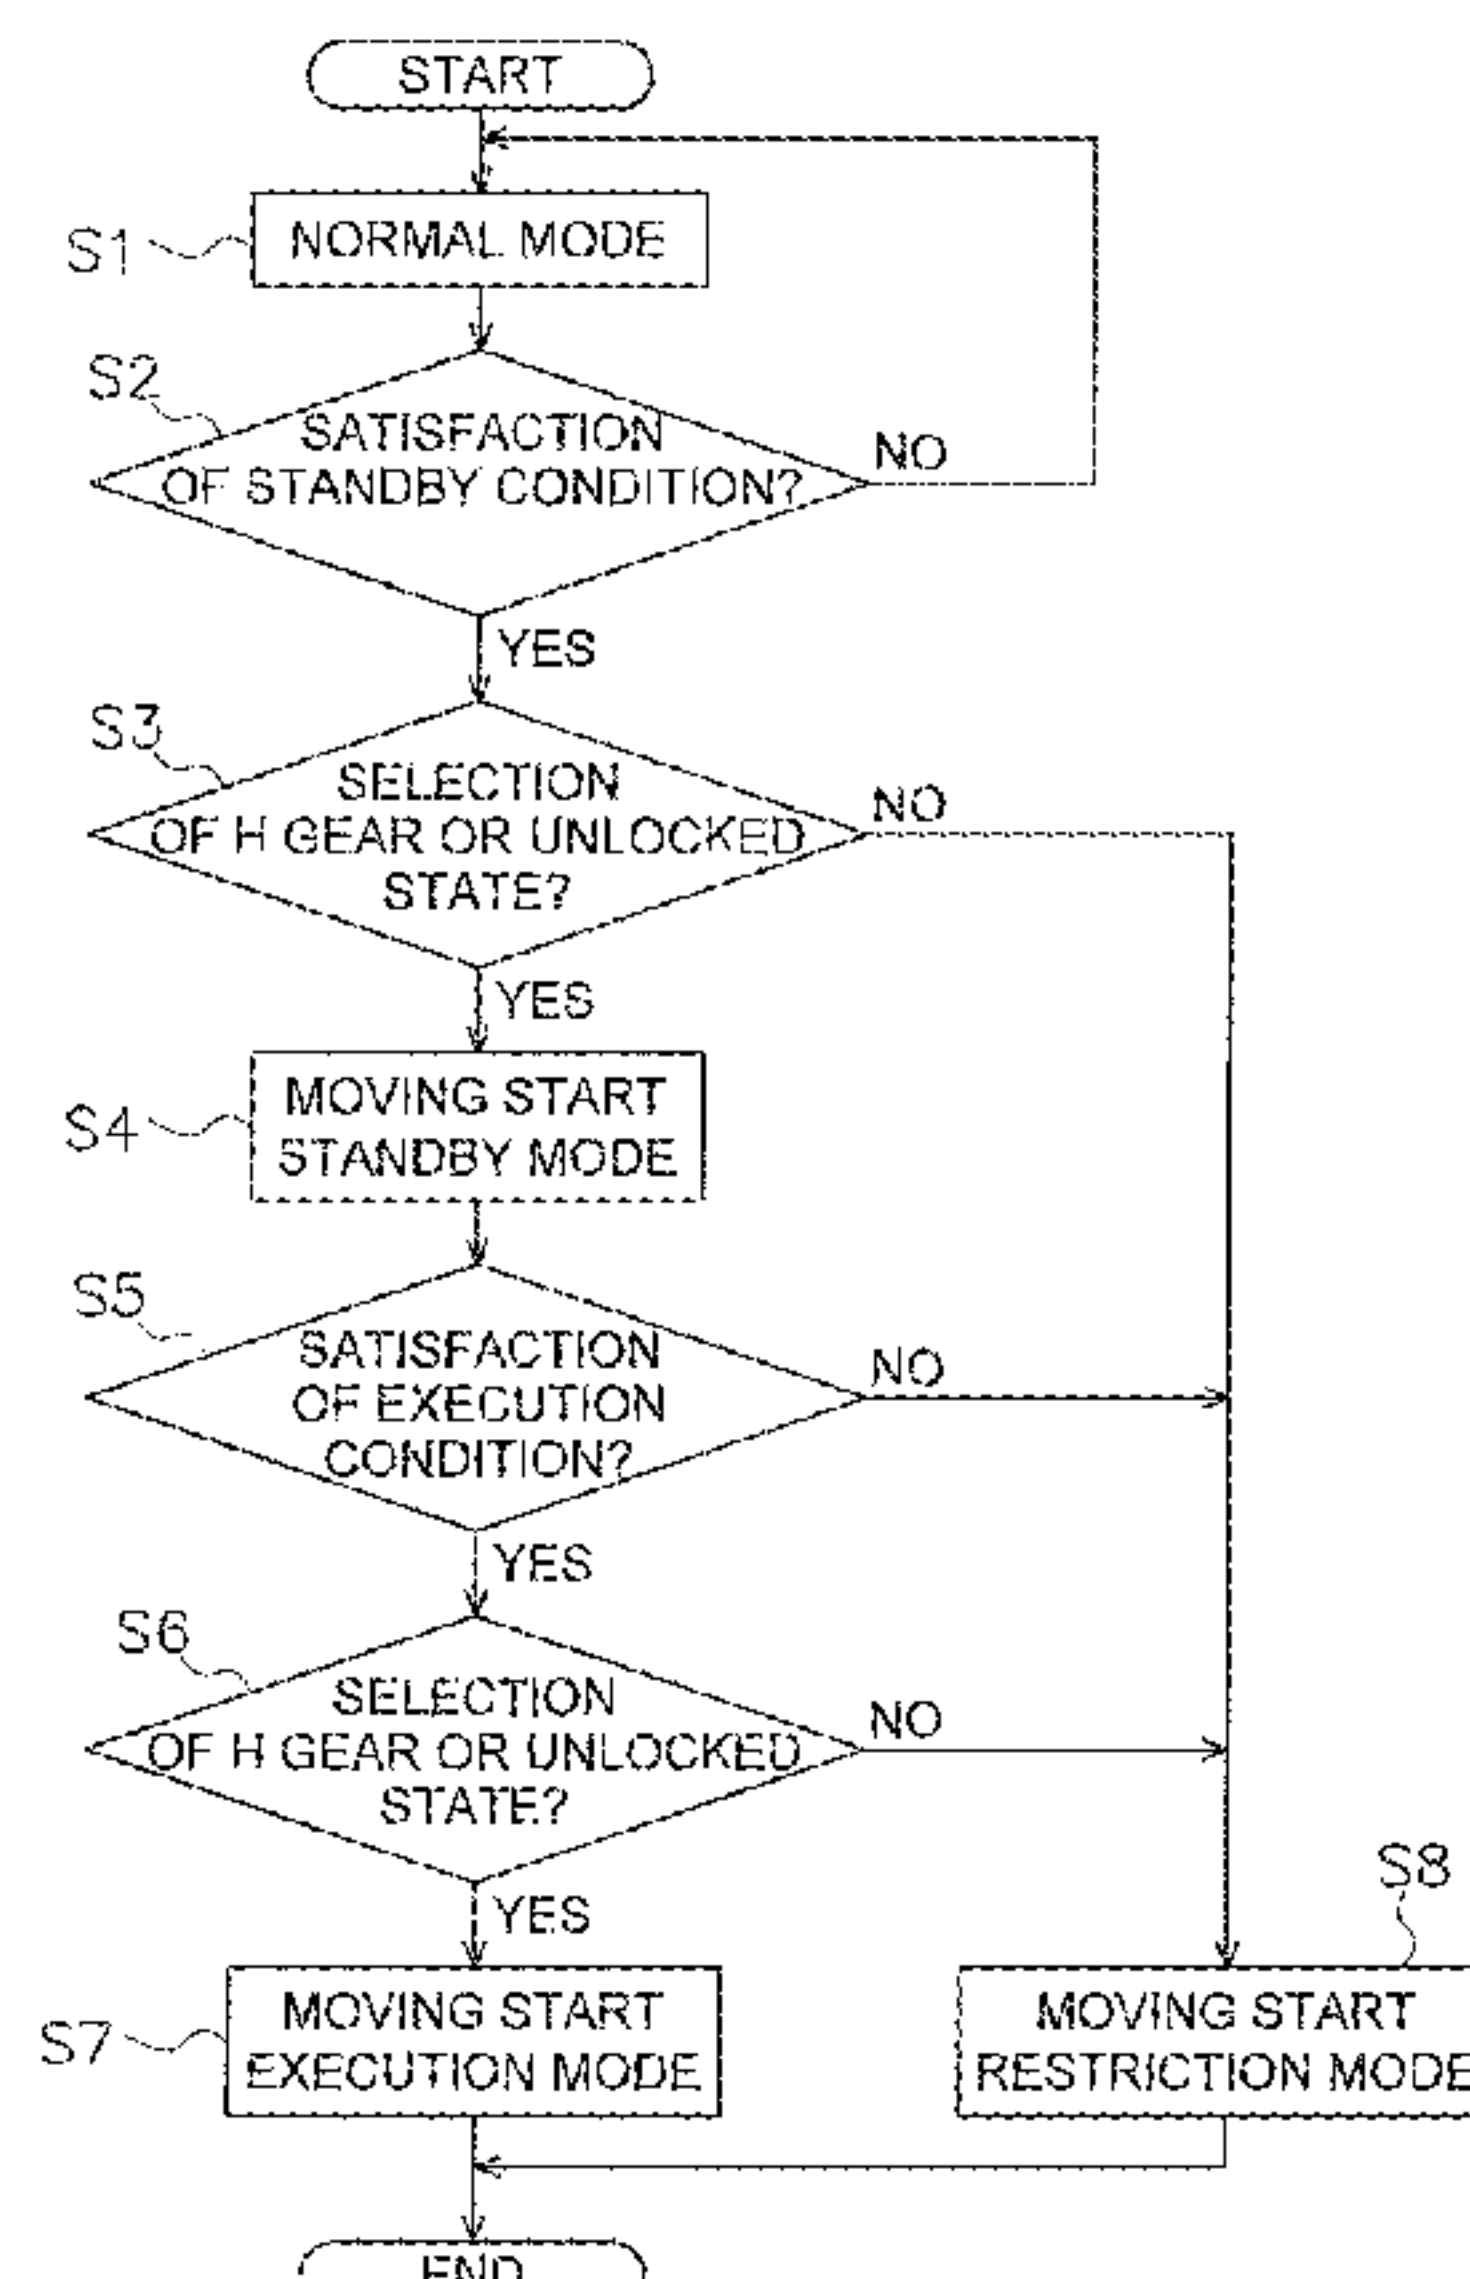 START
S1
NORMAL MODE
S2
SATISFACTION
OF STANDBY CONDITION?
NO
YES
S3
SELECTION
OF H GEAR OR UNLOCKED
STATE?
NO
YES
S4
MOVING START
STANDBY MODE
S5
SATISFACTION
OF EXECUTION
CONDITION?
NO
YES
S6
SELECTION
OF H GEAR OR UNLOCKED
STATE?
NO
YES
S7
MOVING START
EXECUTION MODE
S8
MOVING START
RESTRICTION MODE
END